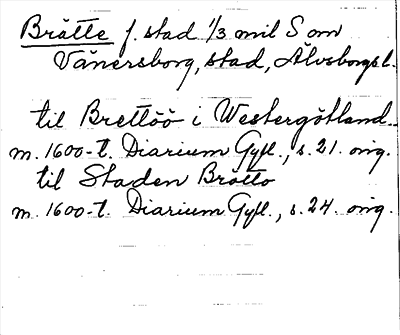 Brätte f. stad 1/3 mil S om
Vänersborg, stad, Älvsborgsl.
til Brettöö i Westergötland.
m. 1600-t. Diarium Gyll., s. 21. orig.
til Staden Brötto
m. 1600-t. Diarium Gyll., s. 24. orig.